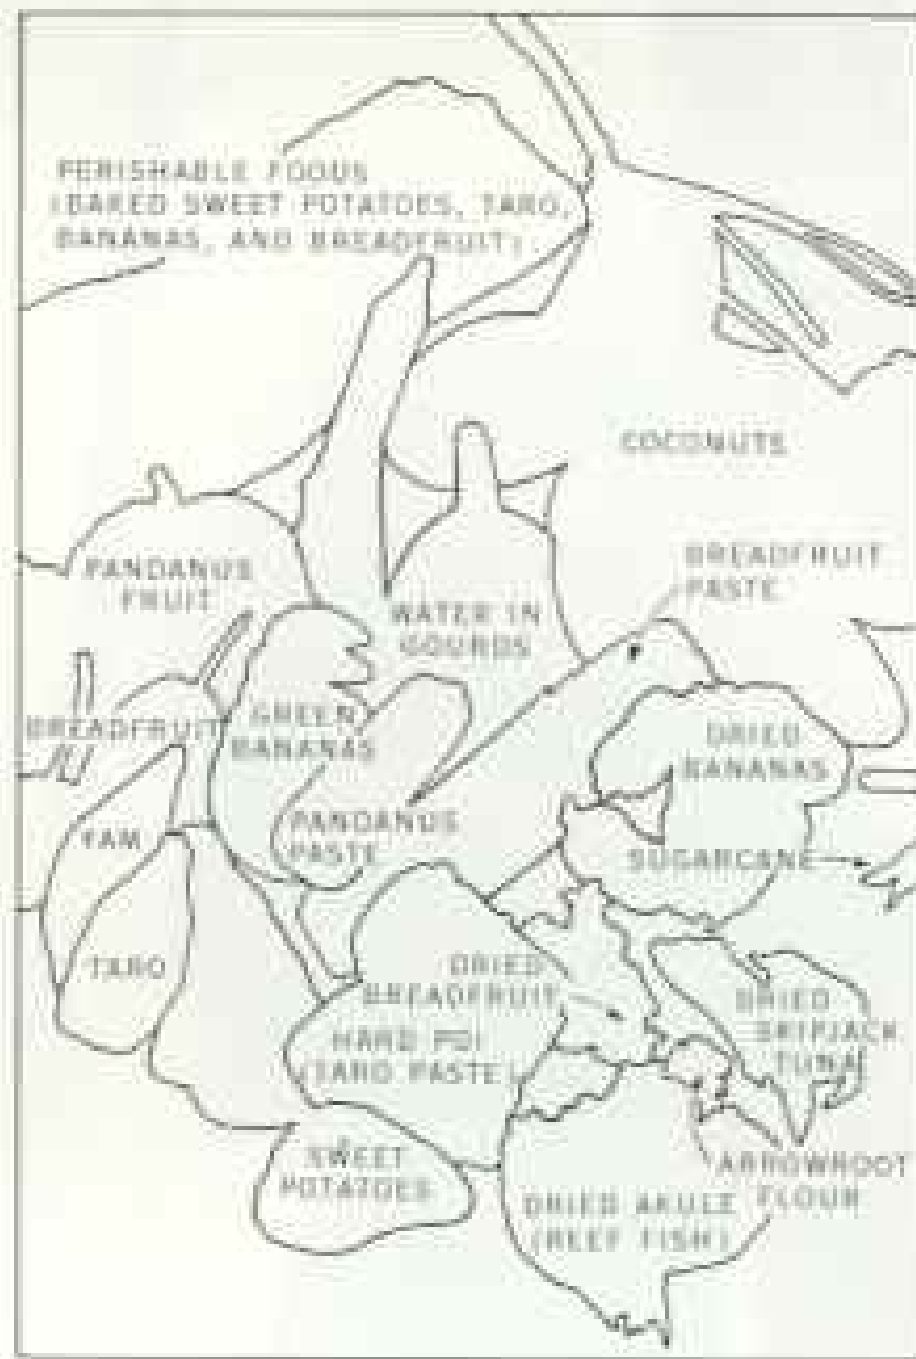 PERISHABLE FOODS
(BAKED SWEET POTATOES, TARO,
BANANAS, AND BREADFRUIT)
COCONUTS
PANDANUS
FRUIT
BREADFRUIT
PASTE
WATER IN
GOURDS
BREADFRUIT
GREEN
BANANAS
DRIED
BANANAS
PANDANUS
PASTE
YAM
SUGARCANE
TARO
DRIED
BREADFRUIT
DRIED
SKIPJACK
TUNA
HARD POI
(TARO PASTE)
SWEET
POTATOES
ARROWROOT
FLOUR
DRIED AKULE
(REEF FISH)